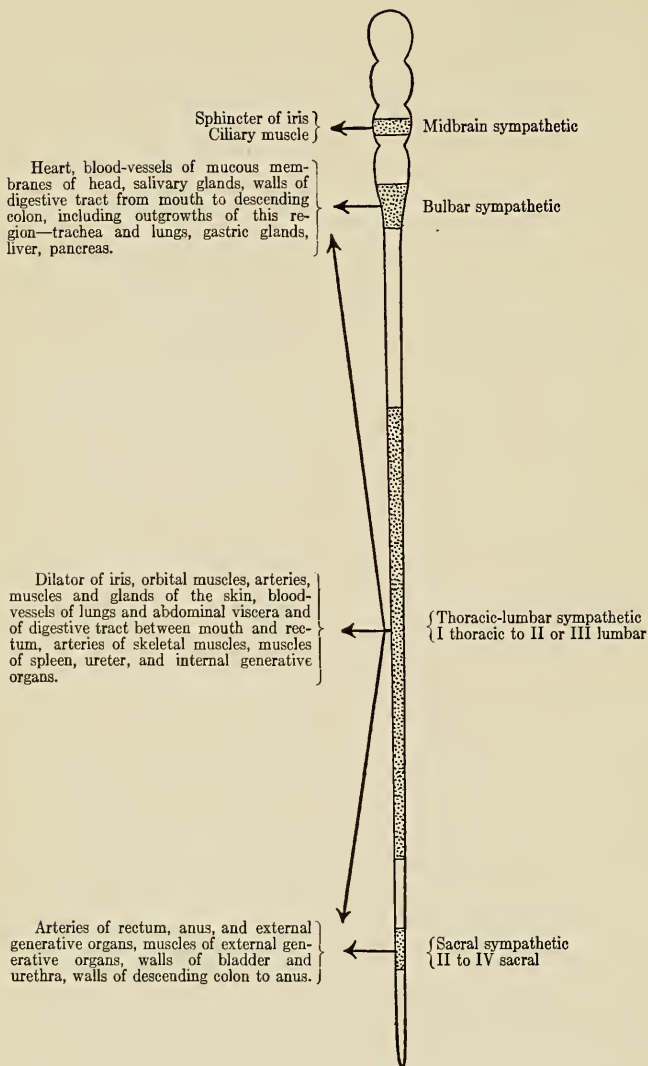 Sphincter of iris
Ciliary muscle
Midbrain sympathetic
Heart, blood-vessels of mucous mem-
branes of head, salivary glands, walls of
digestive tract from mouth to descending
colon, including outgrowths of this re-
gion—trachea and lungs, gastric glands,
liver, pancreas.
Bulbar sympathetic
Dilator of iris, orbital muscles, arteries,
muscles and glands of the skin, blood-
vessels of lungs and abdominal viscera and
of digestive tract between mouth and rec-
tum, arteries of skeletal muscles, muscles
of spleen, ureter, and internal generative
organs.
Thoracic-lumbar sympathetic
I thoracic to II or III lumbar
Arteries of rectum, anus, and external
generative organs, muscles of external gen-
erative organs, walls of bladder and
urethra, walls of descending colon to anus.
Sacral sympathetic
II to IV sacral